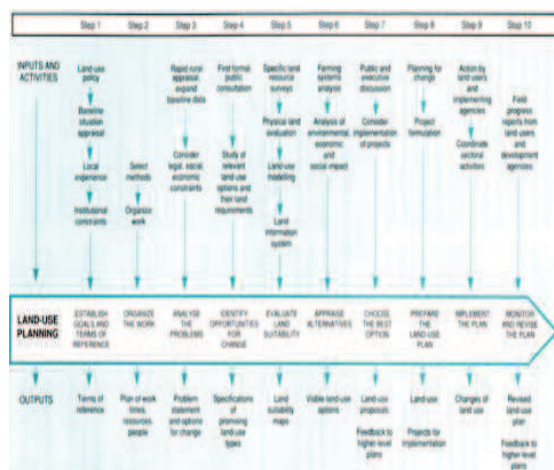 Step 1 Step 2 Step 3 Step 4 Step 5 Step 6 Step 7 Step 8 Step 9 Step 10
INPUTS AND
ACTIVITIES
Land-use
policy
Baseline
situation
appraisal
Local
experience
Institutional
constraints
Select
methods
Organize
work
Rapid rural
appraisal,
expand
baseline data
Consider
legal, social,
economic
constraints
First formal
public
consultation
Study of
relevant
land use
options and
their land
requirements
Specific land
resource
surveys
Physical land
evaluation
Land-use
modelling
Land
information
system
Farming
systems
analysis
Analysis of
environmental,
economic
and
social impact
Public and
executive
discussion
Consider
implementation
of projects
Planning for
change
Project
formulation
Action by
land users
and
implementing
agencies
Coordinate
sectoral
activities
Field
progress
reports from
land users
and
development
agencies
LAND-USE
PLANNING
ESTABLISH
GOALS AND
TERMS OF
REFERENCE
ORGANIZE
THE WORK
ANALYSE
THE
PROBLEMS
IDENTIFY
OPPORTUNITIES
FOR
CHANGE
EVALUATE
LAND
SUITABILITY
APPRAISE
ALTERNATIVES
CHOOSE
THE BEST
OPTION
PREPARE
THE
LAND-USE
PLAN
IMPLEMENT
THE PLAN
MONITOR
AND REVISE
THE PLAN
OUTPUTS
Terms of
reference
Plan of work
times,
resources,
people
Problem
statement
and options
for change
Specifications
of
promising
land-use
types
Land
suitability
maps
Viable land-use
options
Land-use
proposals
Feedback to
higher-level
plans
Land-use
Projects for
implementation
Changes of
land use
Revised
land-use
plan
Feedback to
higher-level
plans